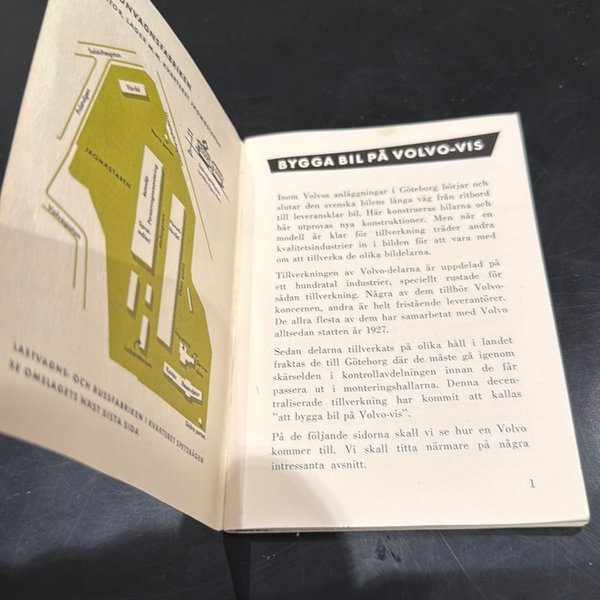 ONVAGNSFABRIKEN
LAGER M.M. KVARTERET JÄGMÄSTAREN
JÄGMÄSTAREN
LASTVAGNS- OCH BUSSFABRIKEN I KVARTERET SPETSBÅGEN
SE OMSLAGETS NÄST SISTA SIDA
BYGGA BIL PÅ VOLVO-VIS
Inom Volvos anläggningar i Göteborg börjar och
slutar den svenska bilens långa väg från ritbord
till leveransklar bil. Här konstrueras bilarna och
här utprovas nya konstruktioner. Men när en
modell är klar för tillverkning träder andra
kvalitetsindustrier in i bilden för att vara med
om att tillverka de olika bildelarna.
Tillverkningen av Volvo-delarna är uppdelad på
ett hundratal industrier, speciellt rustade för
sådan tillverkning. Några av dem tillhör Volvo-
koncernen, andra är helt fristående leverantörer.
De allra flesta av dem har samarbetat med Volvo
alltsedan starten år 1927.
Sedan delarna tillverkats på olika håll i landet
fraktas de till Göteborg där de måste gå igenom
skärselden i kontrollavdelningen innan de får
passera ut i monteringshallarna. Denna decen-
traliserade tillverkning har kommit att kallas
"att bygga bil på Volvo-vis".
På de följande sidorna skall vi se hur en Volvo
kommer till. Vi skall titta närmare på några
intressanta avsnitt.
1